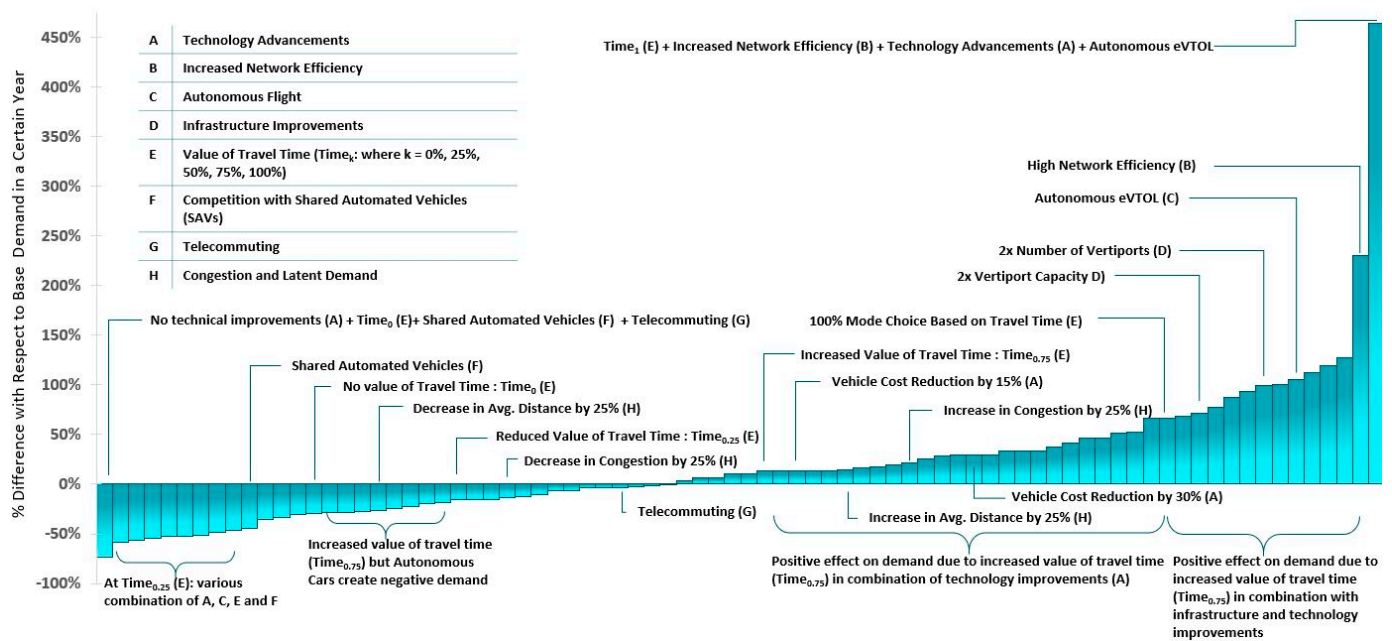 % Difference with Respect to Base Demand in a Certain Year
450%
400%
350%
300%
250%
200%
150%
100%
50%
0%
-50%
-100%
A Technology Advancements
B Increased Network Efficiency
C Autonomous Flight
D Infrastructure Improvements
E Value of Travel Time (Timeₖ: where k = 0%, 25%,
50%, 75%, 100%)
F Competition with Shared Automated Vehicles
(SAVs)
G Telecommuting
H Congestion and Latent Demand
Time₁ (E) + Increased Network Efficiency (B) + Technology Advancements (A) + Autonomous eVTOL
High Network Efficiency (B)
Autonomous eVTOL (C)
2x Number of Vertiports (D)
2x Vertiport Capacity D)
100% Mode Choice Based on Travel Time (E)
No technical improvements (A) + Time₀ (E)+ Shared Automated Vehicles (F) + Telecommuting (G)
Increased Value of Travel Time : Time₀.₇₅ (E)
Shared Automated Vehicles (F)
Vehicle Cost Reduction by 15% (A)
No value of Travel Time : Time₀ (E)
Decrease in Avg. Distance by 25% (H)
Increase in Congestion by 25% (H)
Reduced Value of Travel Time : Time₀.₂₅ (E)
Decrease in Congestion by 25% (H)
Vehicle Cost Reduction by 30% (A)
Telecommuting (G)
Increase in Avg. Distance by 25% (H)
At Time₀.₂₅ (E): various
combination of A, C, E and F
Increased value of travel time
(Time₀.₇₅) but Autonomous
Cars create negative demand
Positive effect on demand due to increased value of travel time
(Time₀.₇₅) in combination of technology improvements (A)
Positive effect on demand due to
increased value of travel time
(Time₀.₇₅) in combination with
infrastructure and technology
improvements